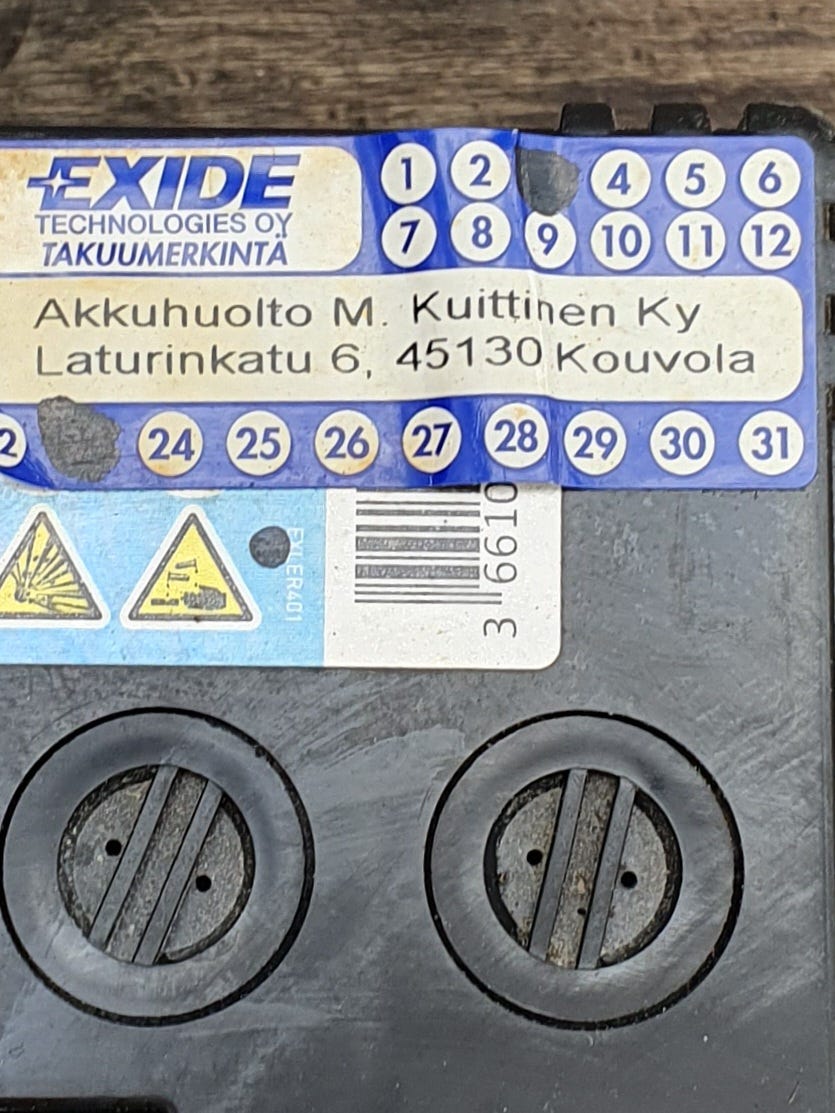 EXIDE
TECHNOLOGIES OY
TAKUUMERKINTÄ
1 2 4 5 6
7 8 9 10 11 12
Akkuhuolto M. Kuittinen Ky
Laturinkatu 6, 45130 Kouvola
2 24 25 26 27 28 29 30 31
EXLER401
3 6610